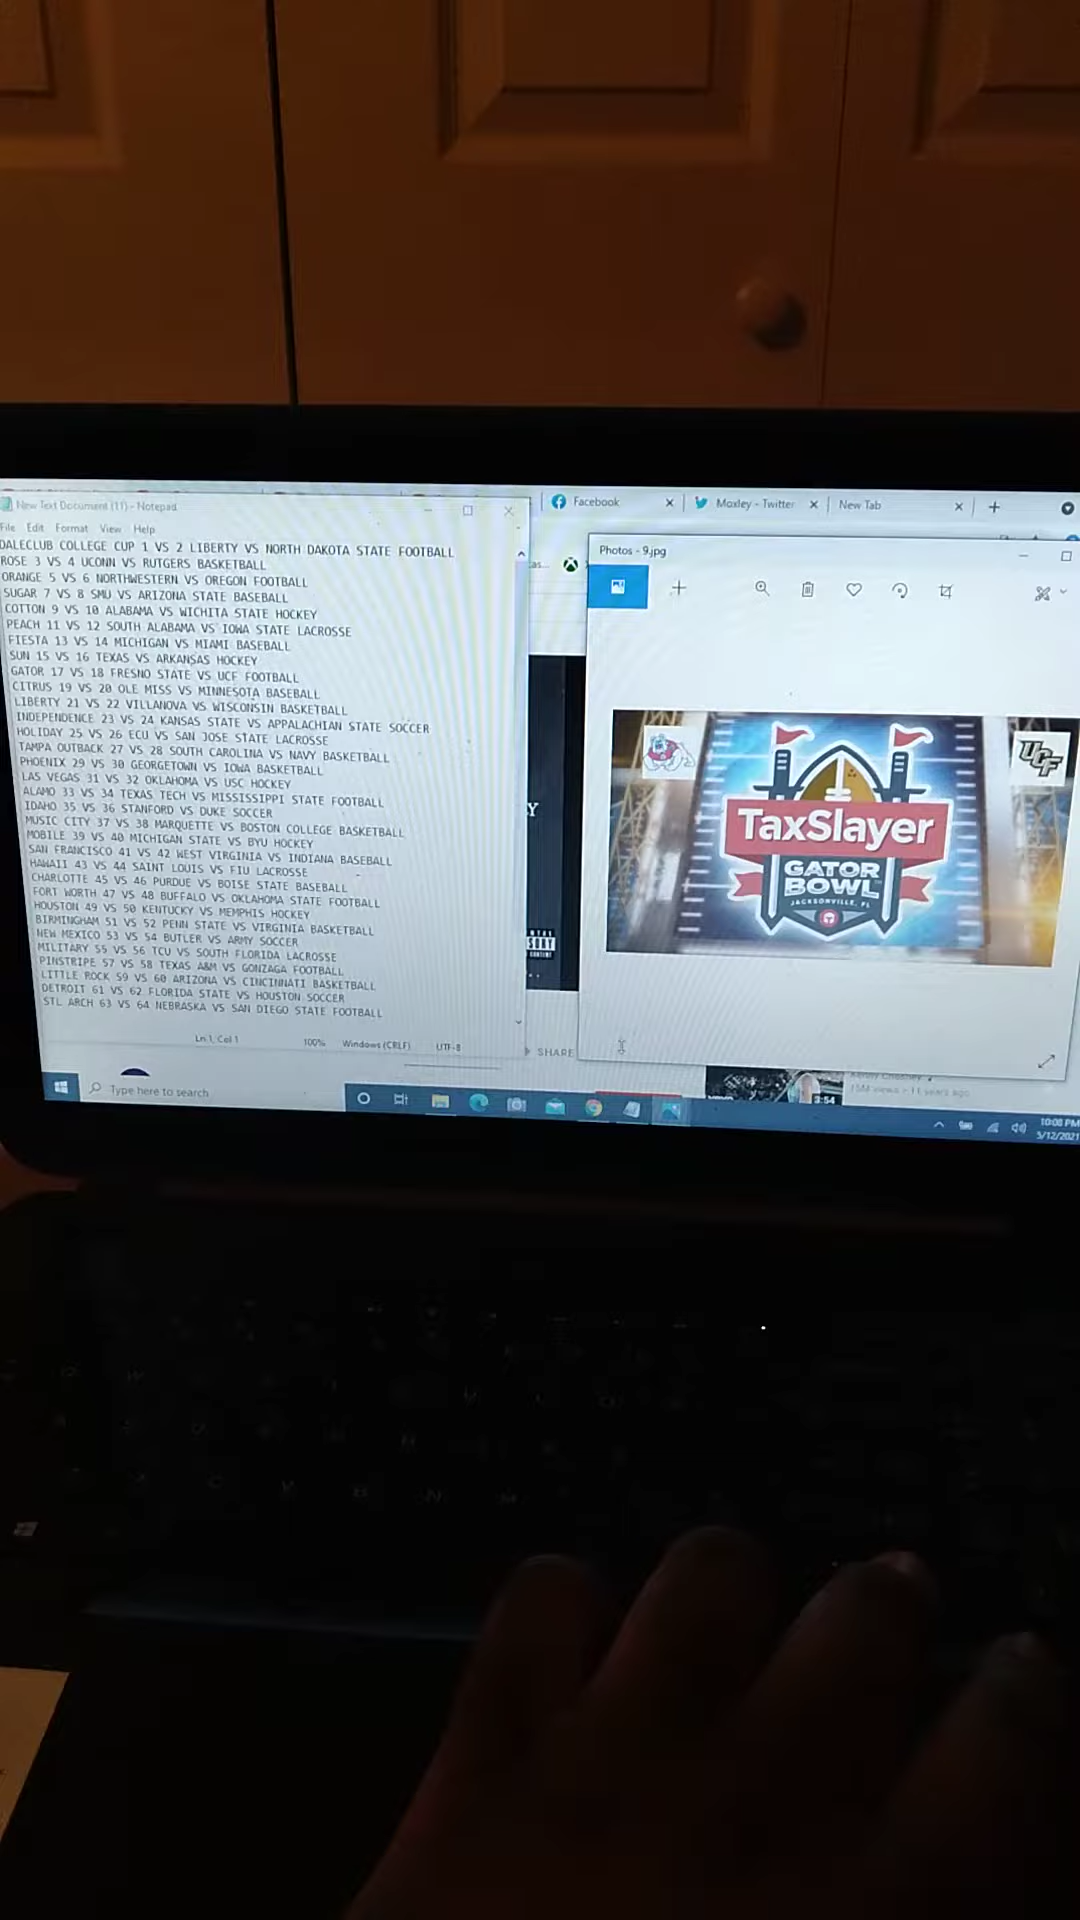 New Text Document (11) - Notepad
File Edit Format View Help
DALECLUB COLLEGE CUP 1 VS 2 LIBERTY VS NORTH DAKOTA STATE FOOTBALL
ROSE 3 VS 4 UCONN VS RUTGERS BASKETBALL
ORANGE 5 VS 6 NORTHWESTERN VS OREGON FOOTBALL
SUGAR 7 VS 8 SMU VS ARIZONA STATE BASEBALL
COTTON 9 VS 10 ALABAMA VS WICHITA STATE HOCKEY
PEACH 11 VS 12 SOUTH ALABAMA VS IOWA STATE LACROSSE
FIESTA 13 VS 14 MICHIGAN VS MIAMI BASEBALL
SUN 15 VS 16 TEXAS VS ARKANSAS HOCKEY
GATOR 17 VS 18 FRESNO STATE VS UCF FOOTBALL
CITRUS 19 VS 20 OLE MISS VS MINNESOTA BASEBALL
LIBERTY 21 VS 22 VILLANOVA VS WISCONSIN BASKETBALL
INDEPENDENCE 23 VS 24 KANSAS STATE VS APPALACHIAN STATE SOCCER
HOLIDAY 25 VS 26 ECU VS SAN JOSE STATE LACROSSE
TAMPA OUTBACK 27 VS 28 SOUTH CAROLINA VS NAVY BASKETBALL
PHOENIX 29 VS 30 GEORGETOWN VS IOWA BASKETBALL
LAS VEGAS 31 VS 32 OKLAHOMA VS USC HOCKEY
ALAMO 33 VS 34 TEXAS TECH VS MISSISSIPPI STATE FOOTBALL
IDAHO 35 VS 36 STANFORD VS DUKE SOCCER
MUSIC CITY 37 VS 38 MARQUETTE VS BOSTON COLLEGE BASKETBALL
MOBILE 39 VS 40 MICHIGAN STATE VS BYU HOCKEY
SAN FRANCISCO 41 VS 42 WEST VIRGINIA VS INDIANA BASEBALL
HAWAII 43 VS 44 SAINT LOUIS VS FIU LACROSSE
CHARLOTTE 45 VS 46 PURDUE VS BOISE STATE BASEBALL
FORT WORTH 47 VS 48 BUFFALO VS OKLAHOMA STATE FOOTBALL
HOUSTON 49 VS 50 KENTUCKY VS MEMPHIS HOCKEY
BIRMINGHAM 51 VS 52 PENN STATE VS VIRGINIA BASKETBALL
NEW MEXICO 53 VS 54 BUTLER VS ARMY SOCCER
MILITARY 55 VS 56 TCU VS SOUTH FLORIDA LACROSSE
PINSTRIPE 57 VS 58 TEXAS A&M VS GONZAGA FOOTBALL
LITTLE ROCK 59 VS 60 ARIZONA VS CINCINNATI BASKETBALL
DETROIT 61 VS 62 FLORIDA STATE VS HOUSTON SOCCER
STL ARCH 63 VS 64 NEBRASKA VS SAN DIEGO STATE FOOTBALL
Ln 1, Col 1 100% Windows (CRLF) UTF-8
Facebook Moxley - Twitter New Tab
Photos - 9.jpg
UCF
TaxSlayer
GATOR
BOWL
JACKSONVILLE, FL
SHARE
3:54
15M views - 11 years ago
Type here to search
10:08 PM
5/12/2021